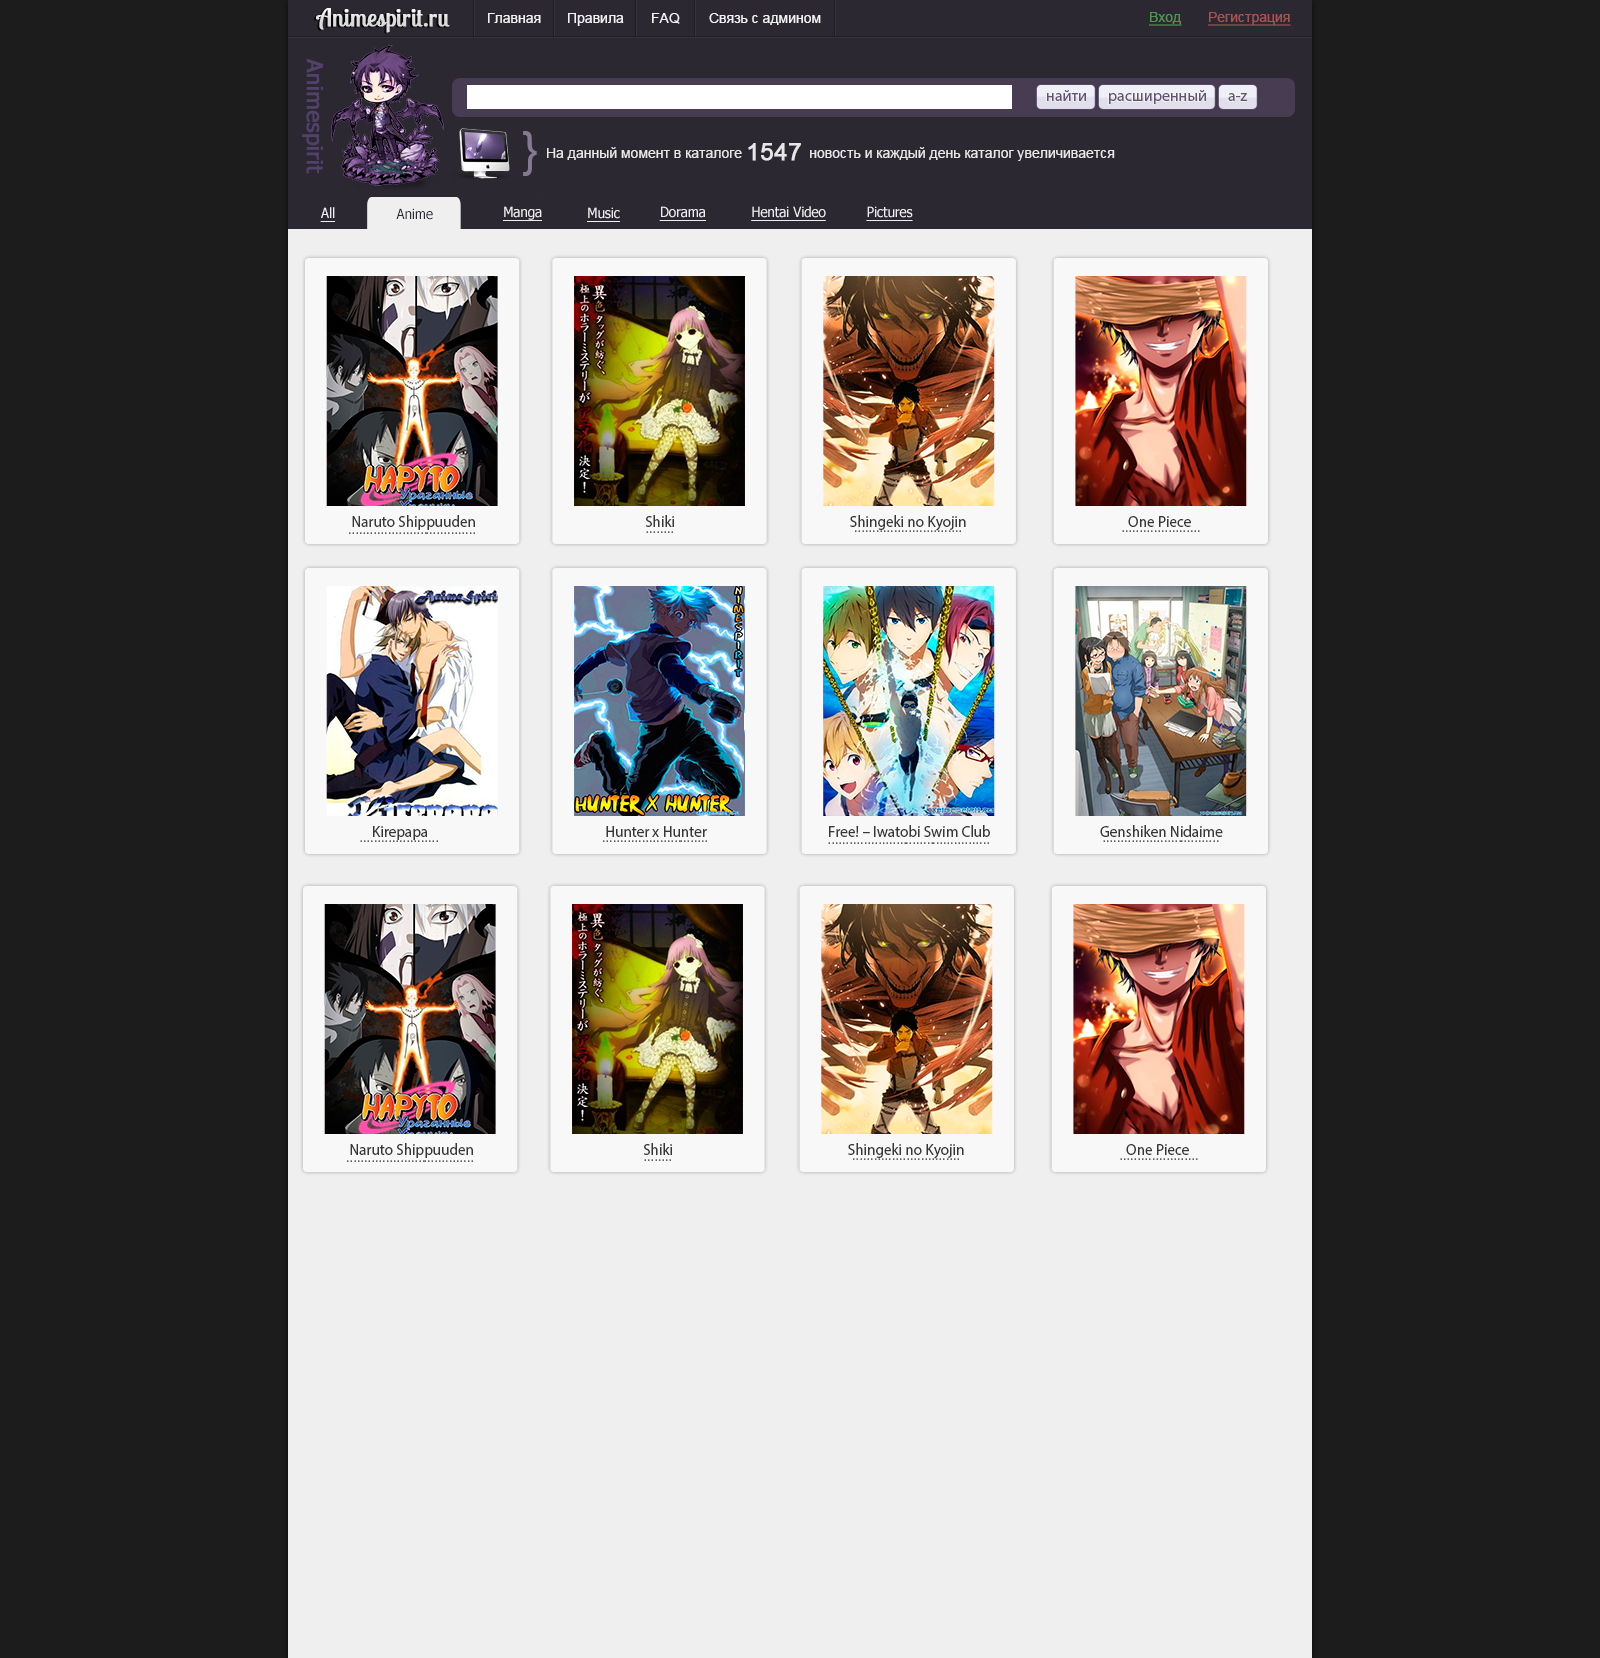 Animespirit.ru
Главная
Правила
FAQ
Связь с админом
Вход
Регистрация
Animespirit
найти
расширенный
a-z
На данный момент в каталоге 1547 новость и каждый день каталог увеличивается
All
Anime
Manga
Music
Dorama
Hentai Video
Pictures
НАРУТО
Ураганные
異色タッグが紡ぐ、
極上のホラーミステリーが
アニメ化決定！
Naruto Shippuuden
Shiki
Shingeki no Kyojin
One Piece
AnimeSpirit
Kirepapa
NIMESPIRIT
HUNTER X HUNTER
Kirepapa
Hunter x Hunter
Free! – Iwatobi Swim Club
Genshiken Nidaime
НАРУТО
Ураганные
異色タッグが紡ぐ、
極上のホラーミステリーが
アニメ化決定！
Naruto Shippuuden
Shiki
Shingeki no Kyojin
One Piece